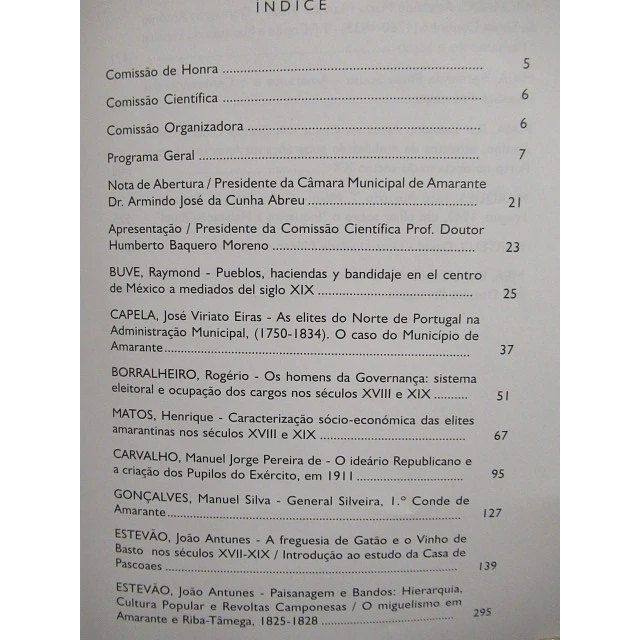 INDICE
Comissão de Honra ........ 5
Comissão Científica ........ 6
Comissão Organizadora ........ 6
Programa Geral ........ 7
Nota de Abertura / Presidente da Câmara Municipal de Amarante
Dr. Armindo José da Cunha Abreu ........ 21
Apresentação / Presidente da Comissão Científica Prof. Doutor
Humberto Baquero Moreno ........ 23
BUVE, Raymond - Pueblos, haciendas y bandidaje en el centro
de México a mediados del siglo XIX ........ 25
CAPELA, José Viriato Eiras - As elites do Norte de Portugal na
Administração Municipal, (1750-1834). O caso do Município de
Amarante ........ 37
BORRALHEIRO, Rogério - Os homens da Governança: sistema
eleitoral e ocupação dos cargos nos séculos XVIII e XIX ........ 51
MATOS, Henrique - Caracterização sócio-económica das elites
amarantinas nos séculos XVIII e XIX ........ 67
CARVALHO, Manuel Jorge Pereira de - O ideário Republicano e
a criação dos Pupilos do Exército, em 1911 ........ 95
GONÇALVES, Manuel Silva - General Silveira, 1.º Conde de
Amarante ........ 127
ESTEVÃO, João Antunes - A freguesia de Gatão e o Vinho de
Basto nos séculos XVII-XIX / Introdução ao estudo da Casa de
Pascoaes ........ 139
ESTEVÃO, João Antunes - Paisanagem e Bandos: Hierarquia,
Cultura Popular e Revoltas Camponesas / O miguelismo em
Amarante e Riba-Tâmega, 1825-1828 ........ 295